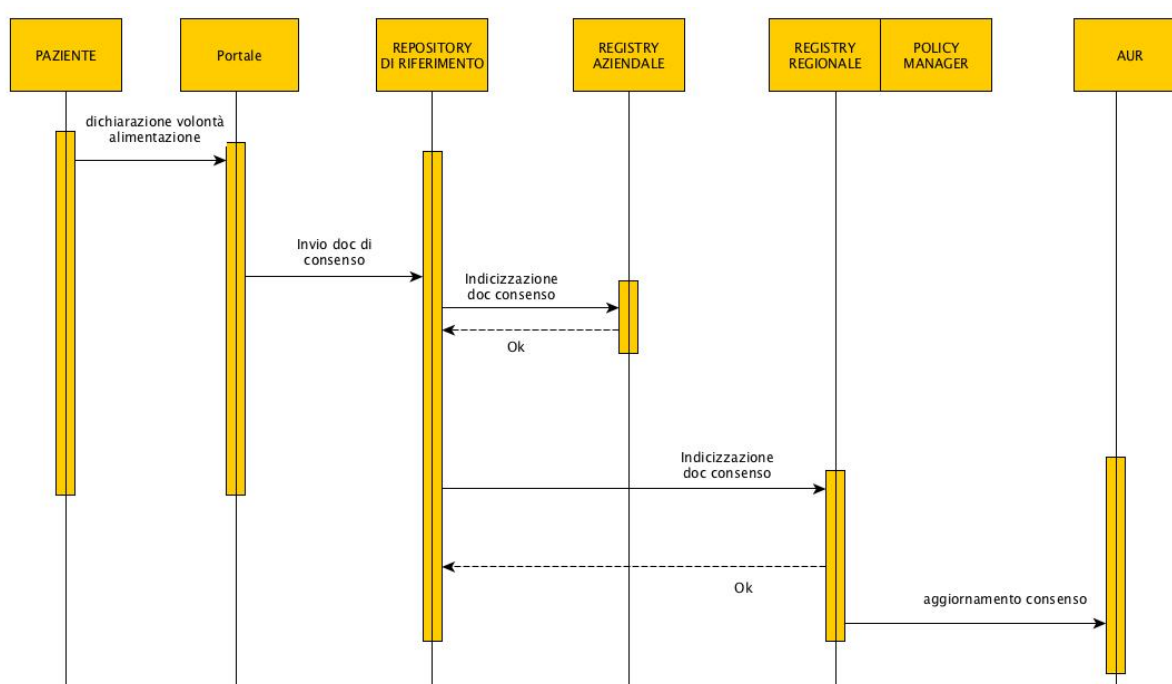 PAZIENTE
Portale
REPOSITORY
DI RIFERIMENTO
REGISTRY
AZIENDALE
REGISTRY
REGIONALE
POLICY
MANAGER
AUR
dichiarazione volontà
alimentazione
Invio doc di
consenso
Indicizzazione
doc consenso
Ok
Indicizzazione
doc consenso
Ok
aggiornamento consenso